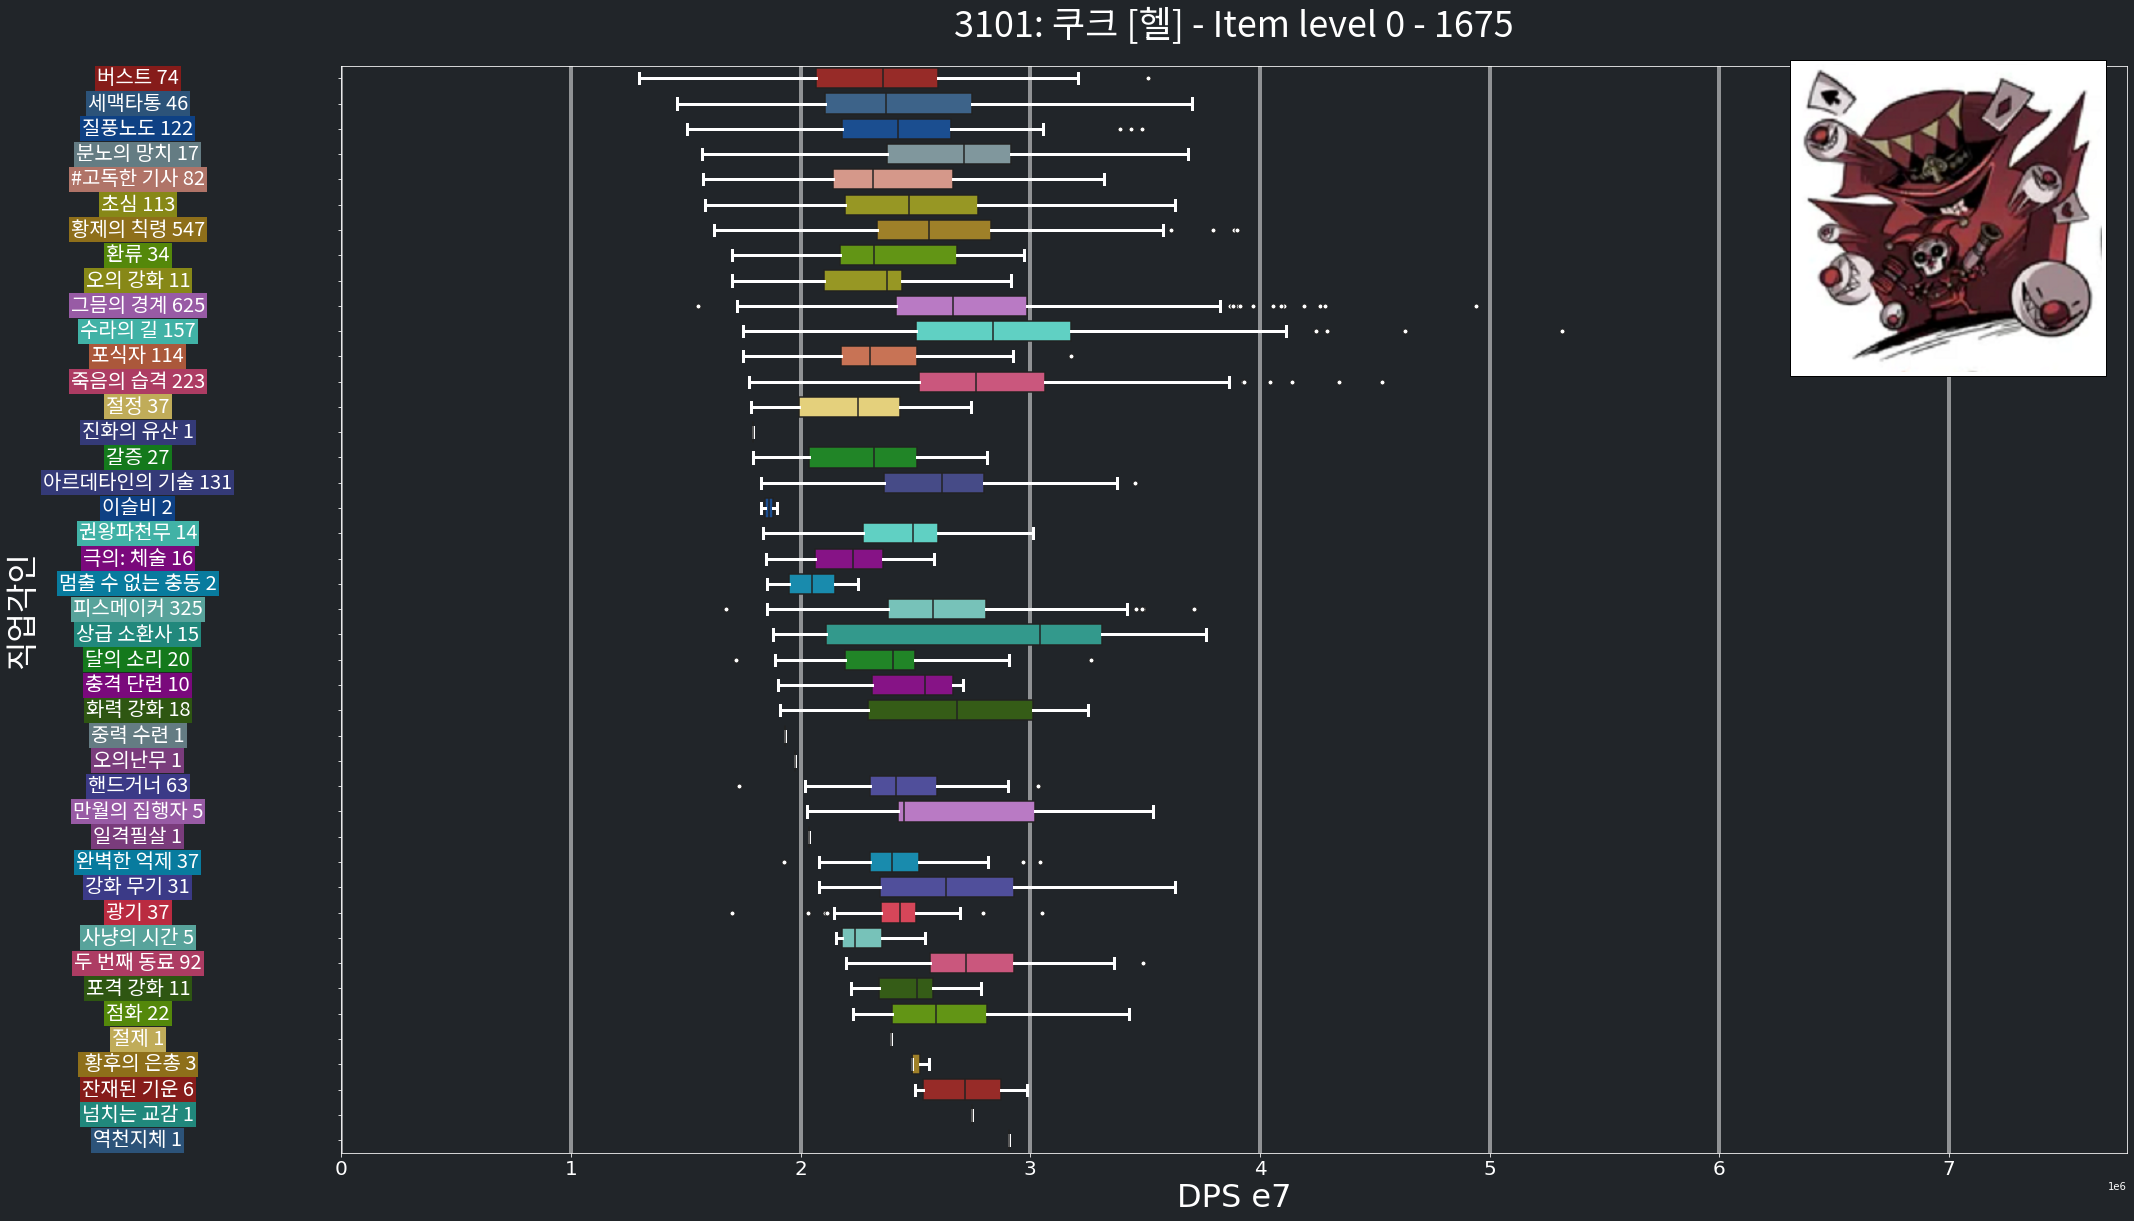 3101: 쿠크 [헬] - Item level 0 - 1675
버스트 74
세맥타통 46
질풍노도 122
분노의 망치 17
#고독한 기사 82
초심 113
황제의 칙령 547
환류 34
오의 강화 11
그믐의 경계 625
수라의 길 157
포식자 114
죽음의 습격 223
절정 37
진화의 유산 1
갈증 27
아르데타인의 기술 131
이슬비 2
권왕파천무 14
극의: 체술 16
멈출 수 없는 충동 2
피스메이커 325
상급 소환사 15
달의 소리 20
충격 단련 10
화력 강화 18
중력 수련 1
오의난무 1
핸드거너 63
만월의 집행자 5
일격필살 1
완벽한 억제 37
강화 무기 31
광기 37
사냥의 시간 5
두 번째 동료 92
포격 강화 11
점화 22
절제 1
황후의 은총 3
잔재된 기운 6
넘치는 교감 1
역천지체 1
직업각인
0 1 2 3 4 5 6 7
DPS e7
1e6